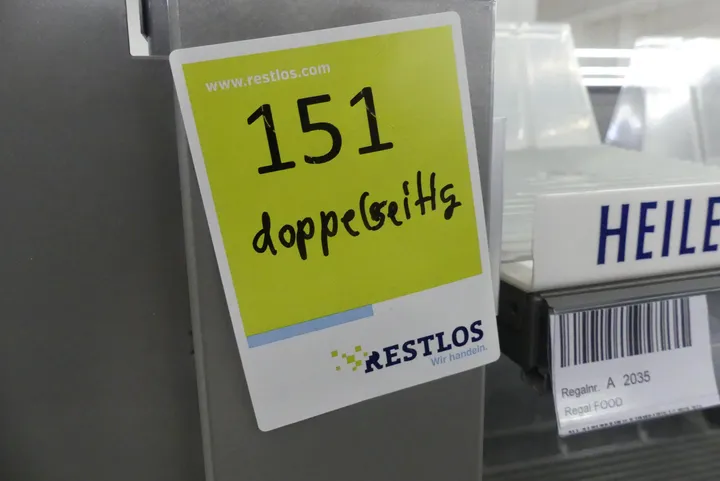 www.restlos.com
151
doppelseitig
RESTLOS
Wir handeln.
HEILE
Regalnr. A 2035
Regal FOOD